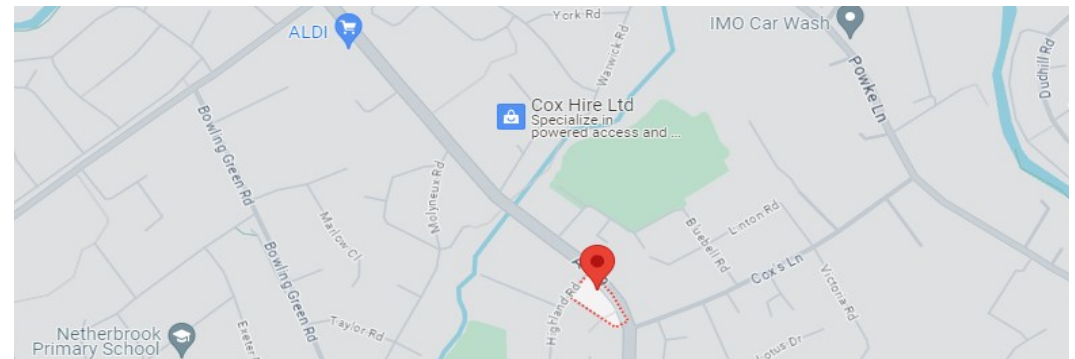 York Rd
IMO Car Wash
ALDI
Warwick Rd
Dudhill Rd
Powke Ln
Cox Hire Ltd
Specialize in
powered access and ...
Bowling Green Rd
Molyneux Rd
Marlow Cl
Linton Rd
Bluebell Rd
Bowling Green Rd
Cox's Ln
Victoria Rd
Highland Rd
Taylor Rd
Netherbrook
Primary School
Lotus Dr